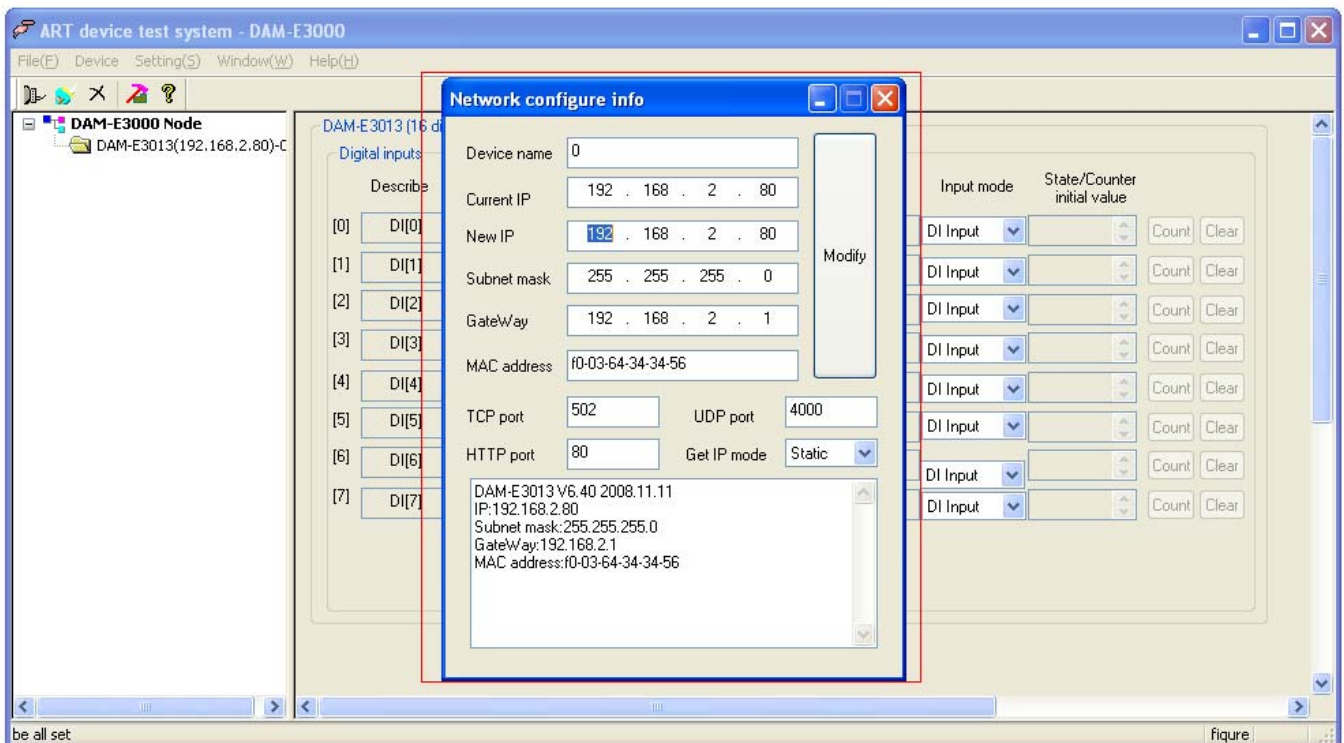 ART device test system - DAM-E3000
File(F) Device Setting(S) Window(W) Help(H)
DAM-E3000 Node
DAM-E3013(192.168.2.80)-0
DAM-E3013 (16 di
Digital inputs
Describe
Input mode
State/Counter
initial value
[0] DI[0] DI Input Count Clear
[1] DI[1] DI Input Count Clear
[2] DI[2] DI Input Count Clear
[3] DI[3] DI Input Count Clear
[4] DI[4] DI Input Count Clear
[5] DI[5] DI Input Count Clear
[6] DI[6] DI Input Count Clear
[7] DI[7] DI Input Count Clear
Network configure info
Device name 0
Current IP 192 . 168 . 2 . 80
New IP 192 . 168 . 2 . 80
Subnet mask 255 . 255 . 255 . 0
GateWay 192 . 168 . 2 . 1
MAC address f0-03-64-34-34-56
Modify
TCP port 502 UDP port 4000
HTTP port 80 Get IP mode Static
DAM-E3013 V6.40 2008.11.11
IP:192.168.2.80
Subnet mask:255.255.255.0
GateWay:192.168.2.1
MAC address:f0-03-64-34-34-56
be all set figure